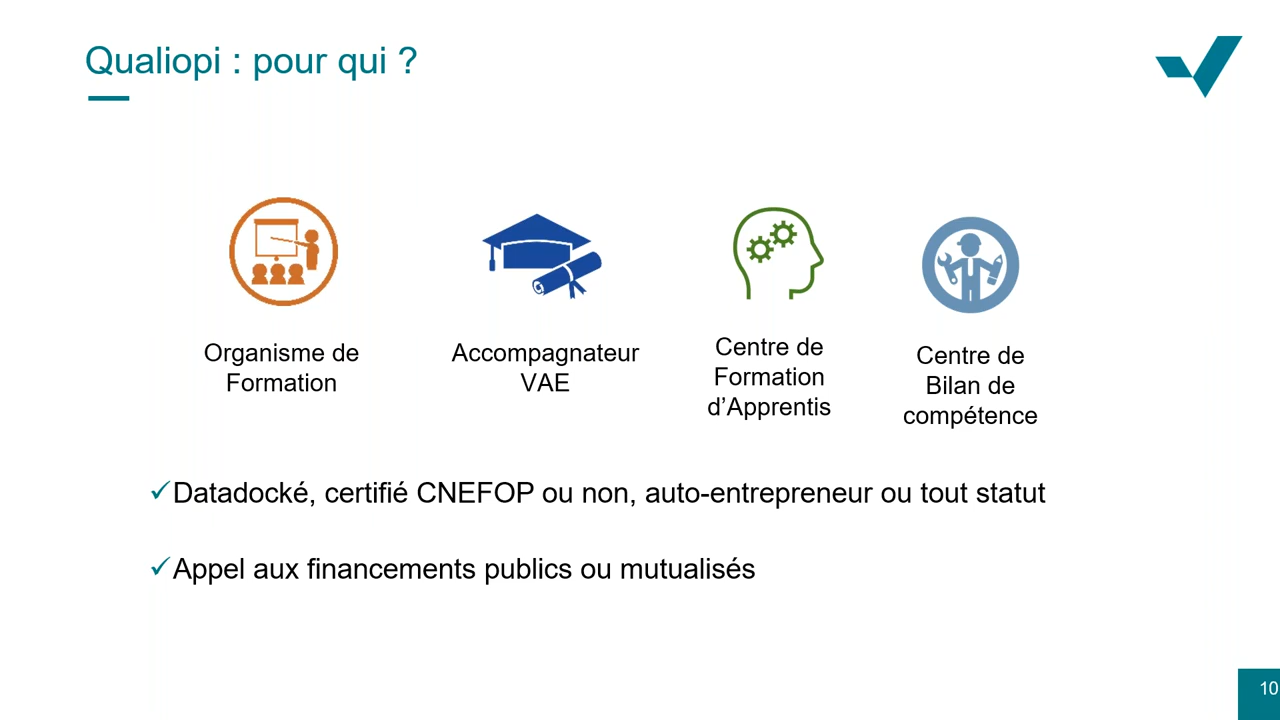 Qualiopi : pour qui ?
Organisme de
Formation
Accompagnateur
VAE
Centre de
Formation
d’Apprentis
Centre de
Bilan de
compétence
Datadocké, certifié CNEFOP ou non, auto-entrepreneur ou tout statut
Appel aux financements publics ou mutualisés
10